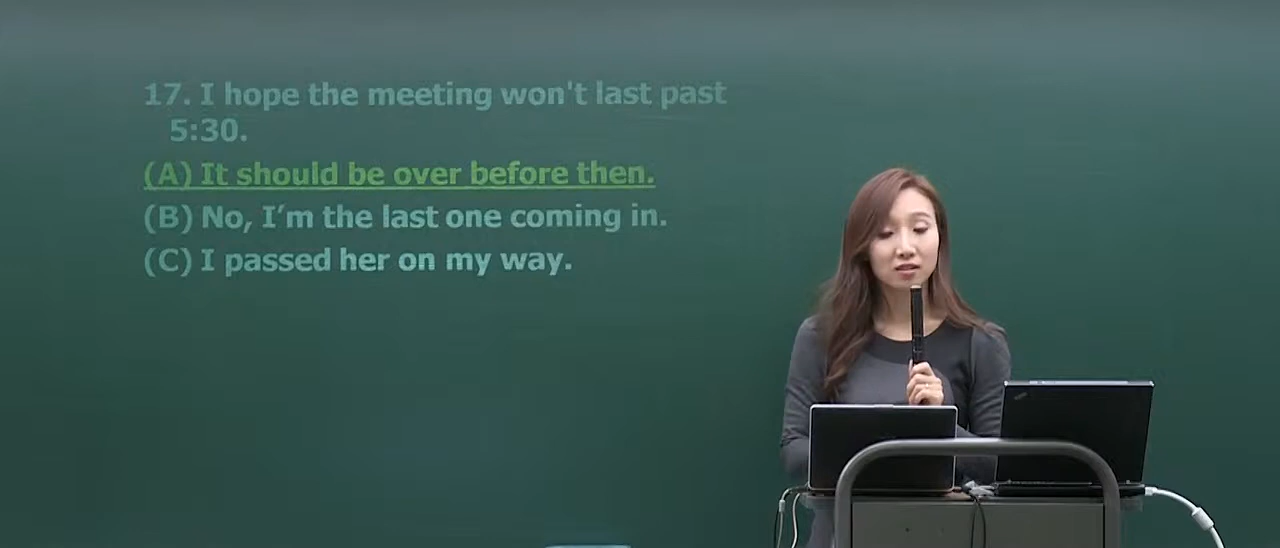 17. I hope the meeting won't last past
5:30.
(A) It should be over before then.
(B) No, I’m the last one coming in.
(C) I passed her on my way.